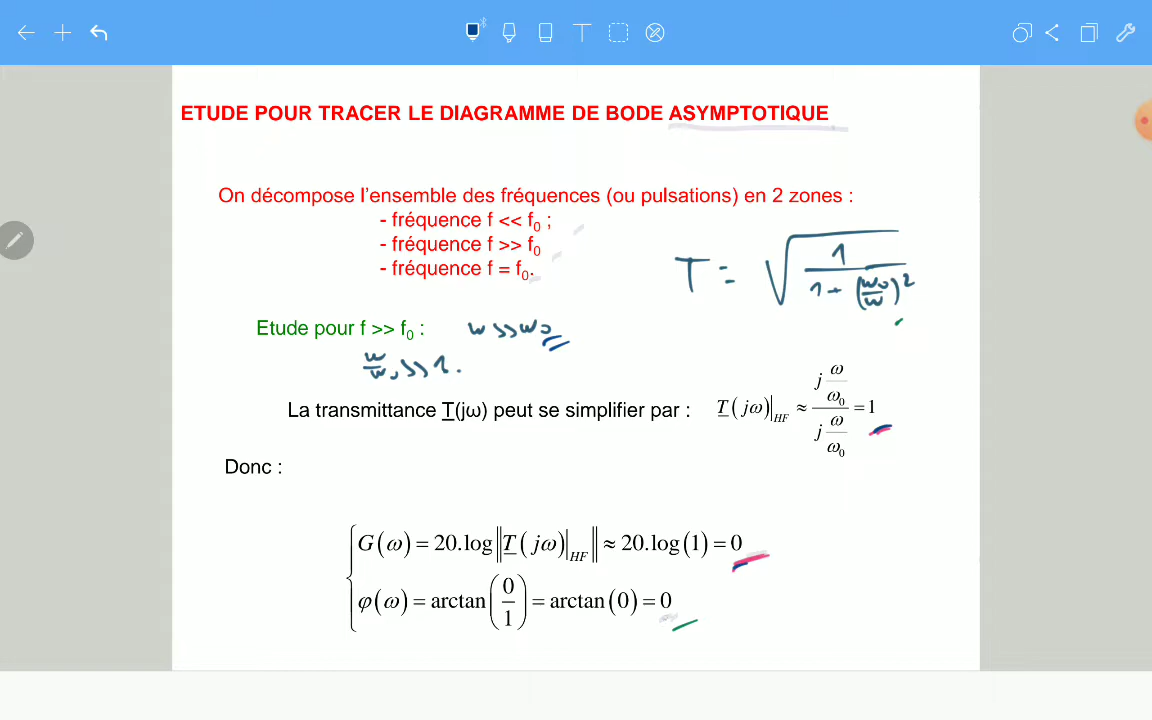 ETUDE POUR TRACER LE DIAGRAMME DE BODE ASYMPTOTIQUE
On décompose l'ensemble des fréquences (ou pulsations) en 2 zones :
- fréquence f << f₀ ;
- fréquence f >> f₀
- fréquence f = f₀.
T = √(1/(1+(ω₀/ω)²))
Etude pour f >> f₀ : ω >> ω₀
ω/ω₀ >> 1.
La transmittance T(jω) peut se simplifier par : T(jω)|HF ≈ (j ω/ω₀)/(j ω/ω₀) = 1
Donc :
G(ω) = 20.log‖T(jω)|HF‖ ≈ 20.log(1) = 0
φ(ω) = arctan(0/1) = arctan(0) = 0